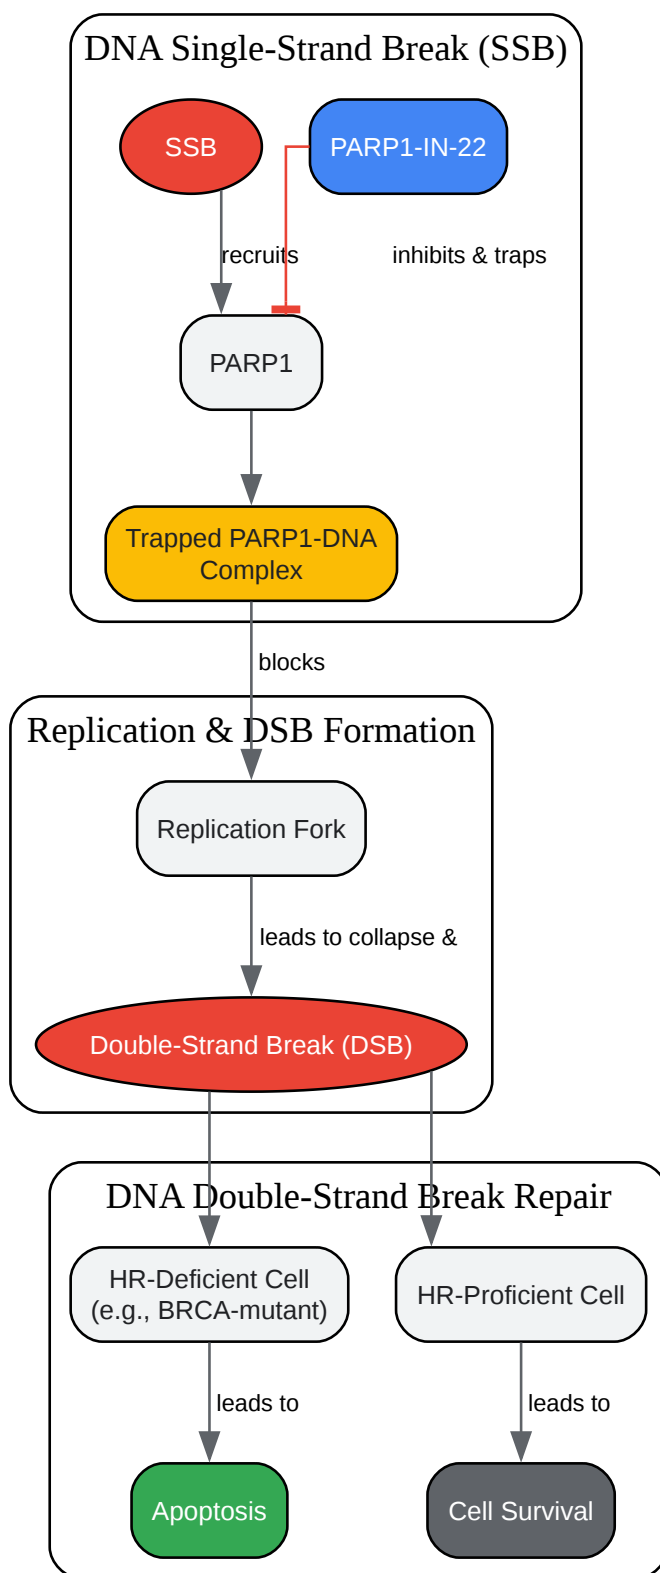 DNA Single-Strand Break (SSB)
SSB
PARP1-IN-22
recruits
inhibits & traps
PARP1
Trapped PARP1-DNA
Complex
blocks
Replication & DSB Formation
Replication Fork
leads to collapse &
Double-Strand Break (DSB)
DNA Double-Strand Break Repair
HR-Deficient Cell
(e.g., BRCA-mutant)
HR-Proficient Cell
leads to
leads to
Apoptosis
Cell Survival